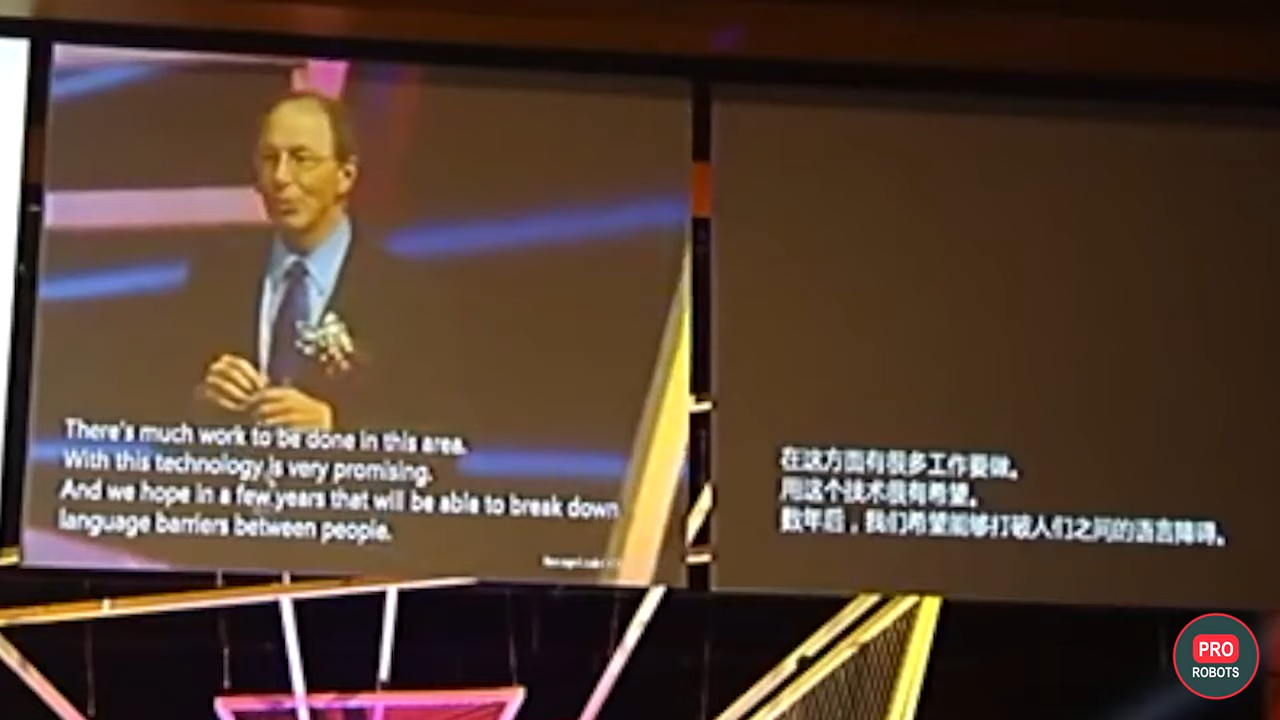 There's much work to be done in this area.
With this technology is very promising.
And we hope in a few years that will be able to break down
language barriers between people.
在这方面有很多工作要做。
用这个技术很有希望。
数年后，我们希望能够打破人们之间的语言障碍。
PRO
ROBOTS